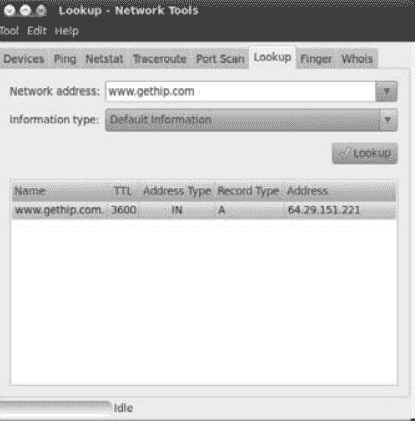 Lookup - Network Tools
Tool Edit Help
Devices Ping Netstat Traceroute Port Scan Lookup Finger Whois
Network address: www.gethip.com
Information type: Default Information
Lookup
Name TTL Address Type Record Type Address
www.gethip.com. 3600 IN A 64.29.151.221
Idle